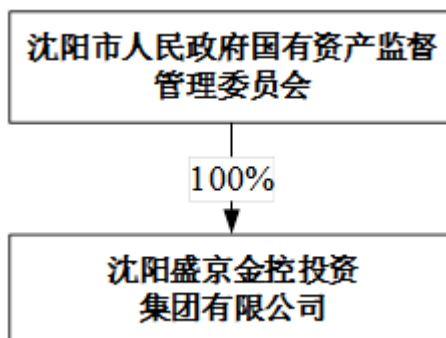 沈阳市人民政府国有资产监督
管理委员会
100%
沈阳盛京金控投资
集团有限公司